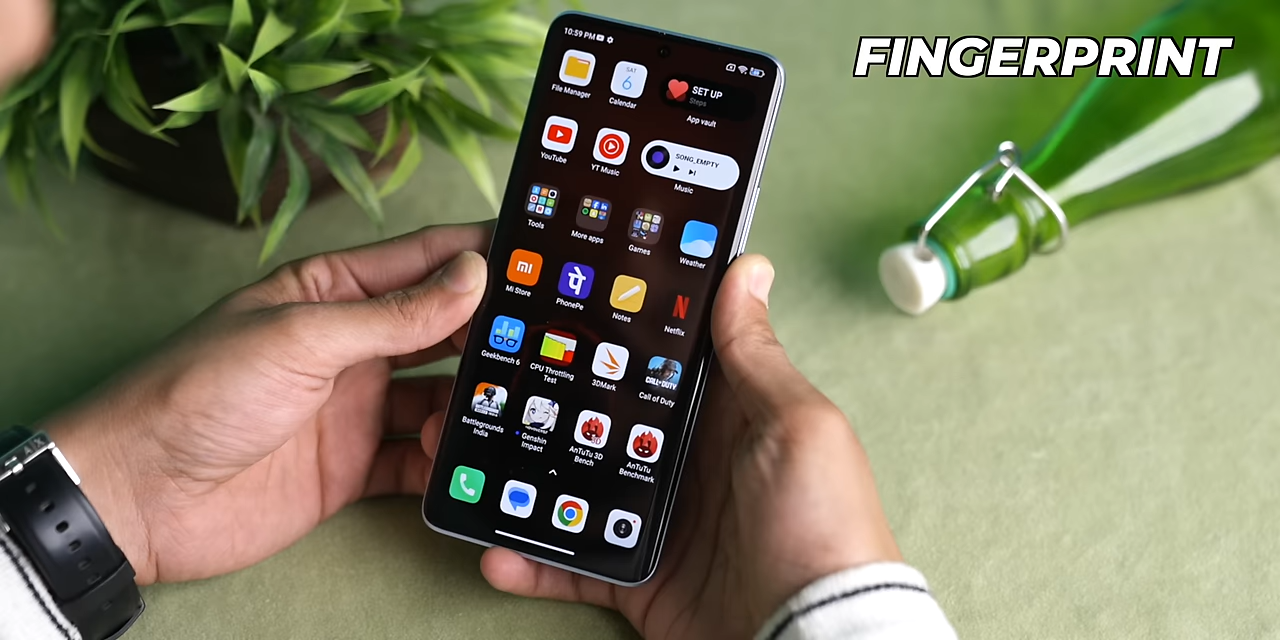 FINGERPRINT
10:59 PM
File Manager
SAT
6
Calendar
SET UP
Steps
App vault
YouTube
YT Music
SONG_EMPTY
Music
Tools
More apps
Games
Weather
Mi Store
PhonePe
Notes
NETFLIX
Netflix
Geekbench 6
CPU Throttling
Test
3DMark
CALL OF DUTY
Call of Duty
Battlegrounds
India
Genshin
Impact
3D
AnTuTu 3D
Bench
AnTuTu
Benchmark